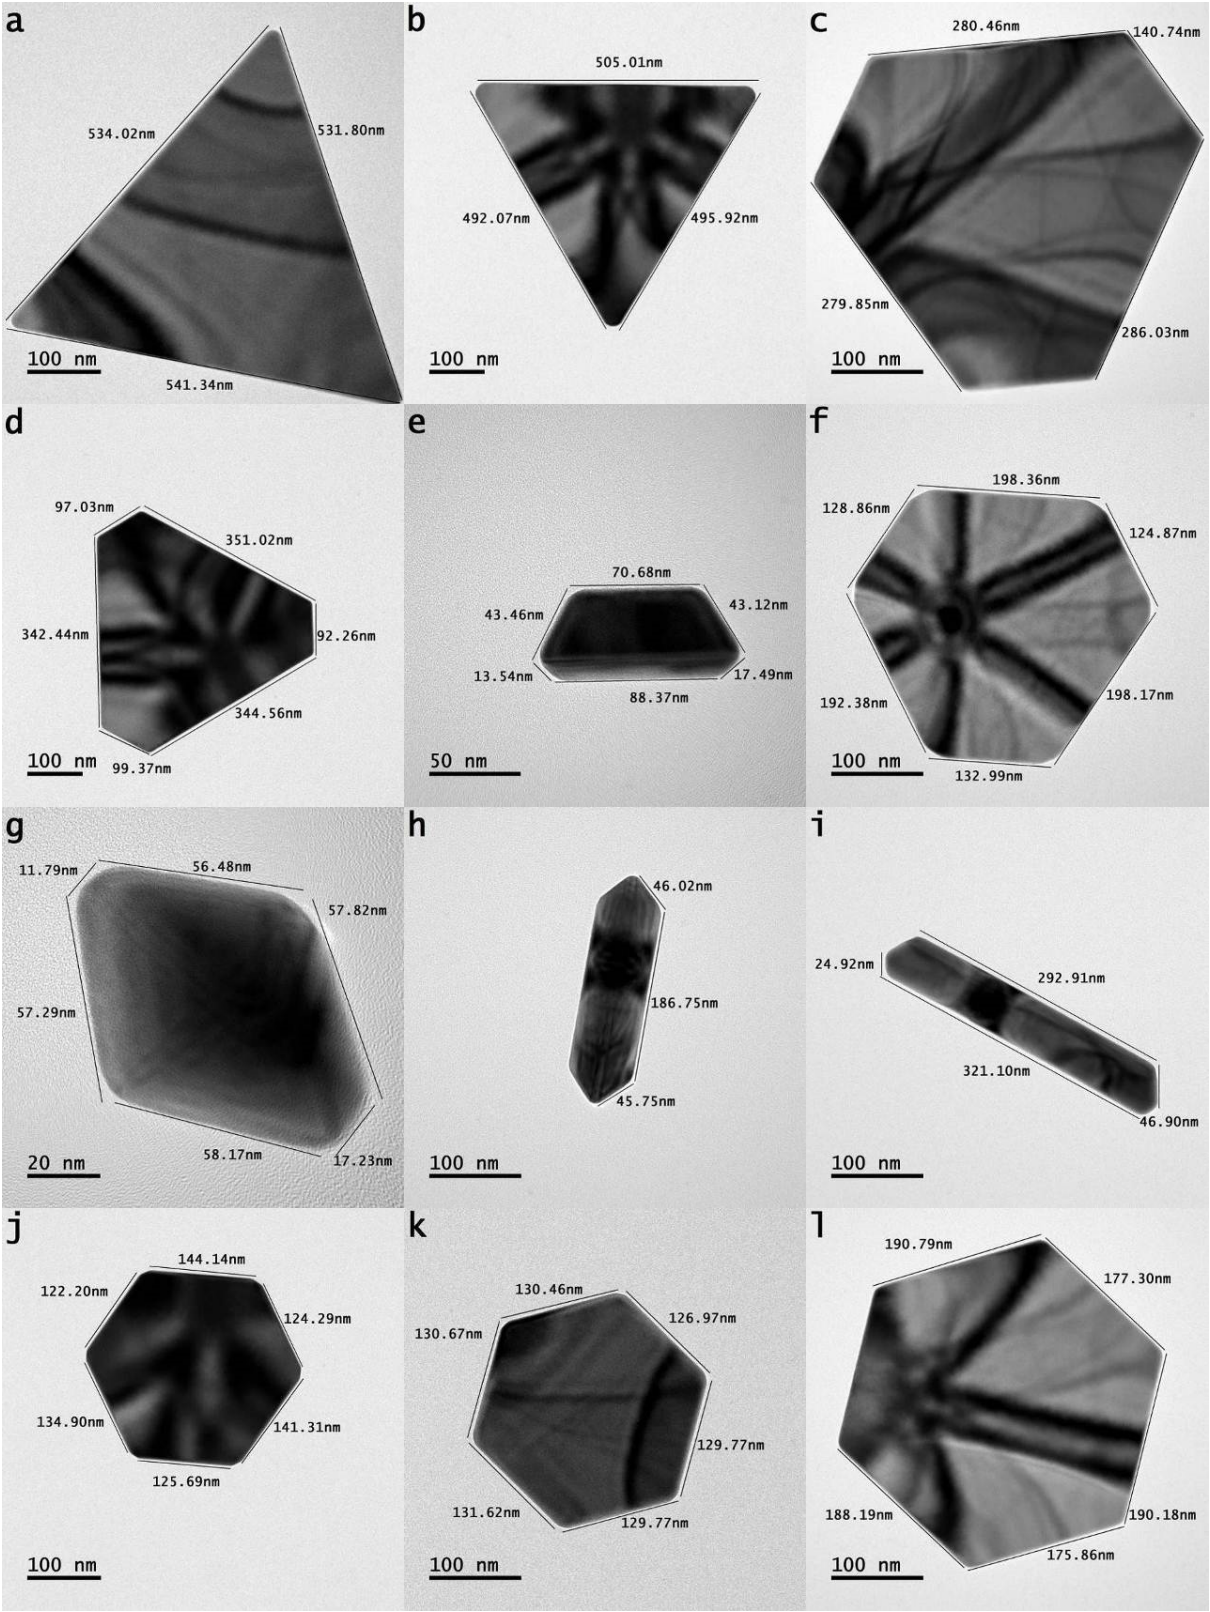 a
534.02nm
531.80nm
541.34nm
100 nm
b
505.01nm
492.07nm
495.92nm
100 nm
c
280.46nm
140.74nm
279.85nm
286.03nm
100 nm
d
97.03nm
351.02nm
342.44nm
92.26nm
344.56nm
99.37nm
100 nm
e
70.68nm
43.46nm
43.12nm
13.54nm
17.49nm
88.37nm
50 nm
f
198.36nm
128.86nm
124.87nm
192.38nm
198.17nm
132.99nm
100 nm
g
11.79nm
56.48nm
57.82nm
57.29nm
58.17nm
17.23nm
20 nm
h
46.02nm
186.75nm
45.75nm
100 nm
i
24.92nm
292.91nm
321.10nm
46.90nm
100 nm
j
144.14nm
122.20nm
124.29nm
134.90nm
141.31nm
125.69nm
100 nm
k
130.46nm
130.67nm
126.97nm
129.77nm
131.62nm
129.77nm
100 nm
l
190.79nm
177.30nm
188.19nm
190.18nm
175.86nm
100 nm